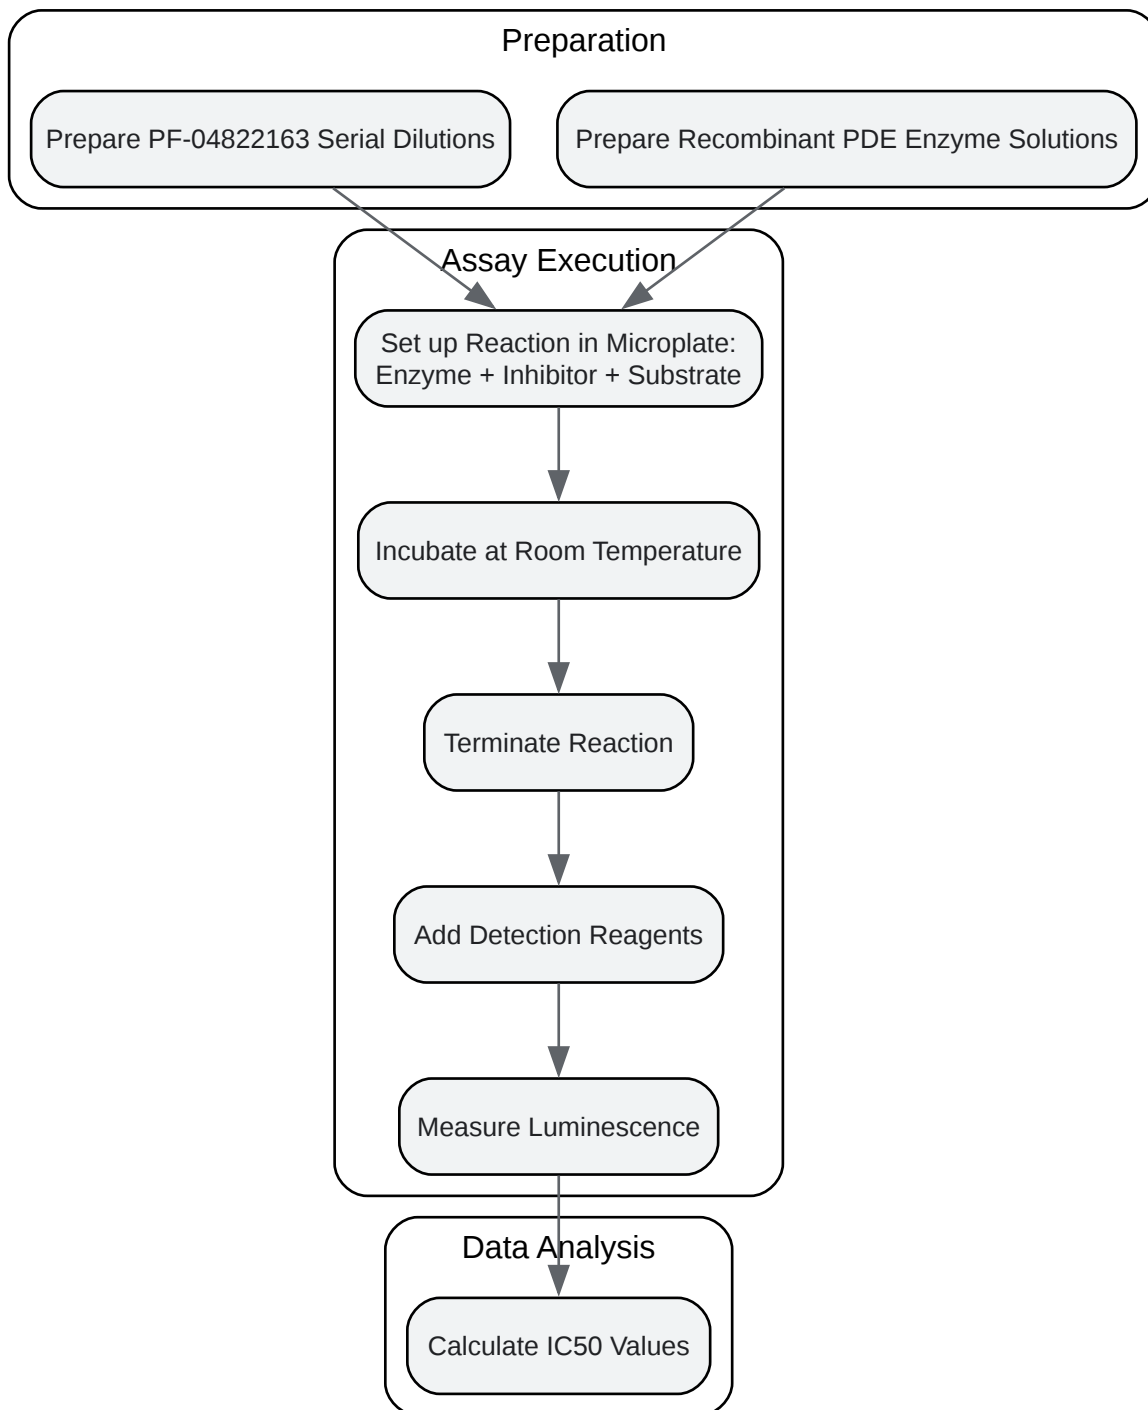 Preparation
Prepare PF-04822163 Serial Dilutions
Prepare Recombinant PDE Enzyme Solutions
Assay Execution
Set up Reaction in Microplate:
Enzyme + Inhibitor + Substrate
Incubate at Room Temperature
Terminate Reaction
Add Detection Reagents
Measure Luminescence
Data Analysis
Calculate IC50 Values